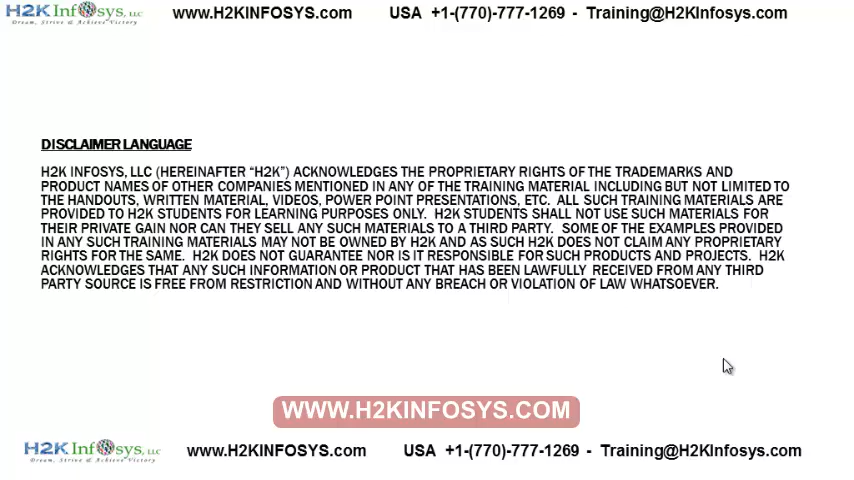 H2K Infosys, LLC
Dream, Strive & Achieve Victory
www.H2KINFOSYS.com USA +1-(770)-777-1269 - Training@H2KInfosys.com
DISCLAIMER LANGUAGE
H2K INFOSYS, LLC (HEREINAFTER “H2K”) ACKNOWLEDGES THE PROPRIETARY RIGHTS OF THE TRADEMARKS AND
PRODUCT NAMES OF OTHER COMPANIES MENTIONED IN ANY OF THE TRAINING MATERIAL INCLUDING BUT NOT LIMITED TO
THE HANDOUTS, WRITTEN MATERIAL, VIDEOS, POWER POINT PRESENTATIONS, ETC. ALL SUCH TRAINING MATERIALS ARE
PROVIDED TO H2K STUDENTS FOR LEARNING PURPOSES ONLY. H2K STUDENTS SHALL NOT USE SUCH MATERIALS FOR
THEIR PRIVATE GAIN NOR CAN THEY SELL ANY SUCH MATERIALS TO A THIRD PARTY. SOME OF THE EXAMPLES PROVIDED
IN ANY SUCH TRAINING MATERIALS MAY NOT BE OWNED BY H2K AND AS SUCH H2K DOES NOT CLAIM ANY PROPRIETARY
RIGHTS FOR THE SAME. H2K DOES NOT GUARANTEE NOR IS IT RESPONSIBLE FOR SUCH PRODUCTS AND PROJECTS. H2K
ACKNOWLEDGES THAT ANY SUCH INFORMATION OR PRODUCT THAT HAS BEEN LAWFULLY RECEIVED FROM ANY THIRD
PARTY SOURCE IS FREE FROM RESTRICTION AND WITHOUT ANY BREACH OR VIOLATION OF LAW WHATSOEVER.
WWW.H2KINFOSYS.COM
H2K Infosys, LLC
Dream, Strive & Achieve Victory
www.H2KINFOSYS.com USA +1-(770)-777-1269 - Training@H2KInfosys.com